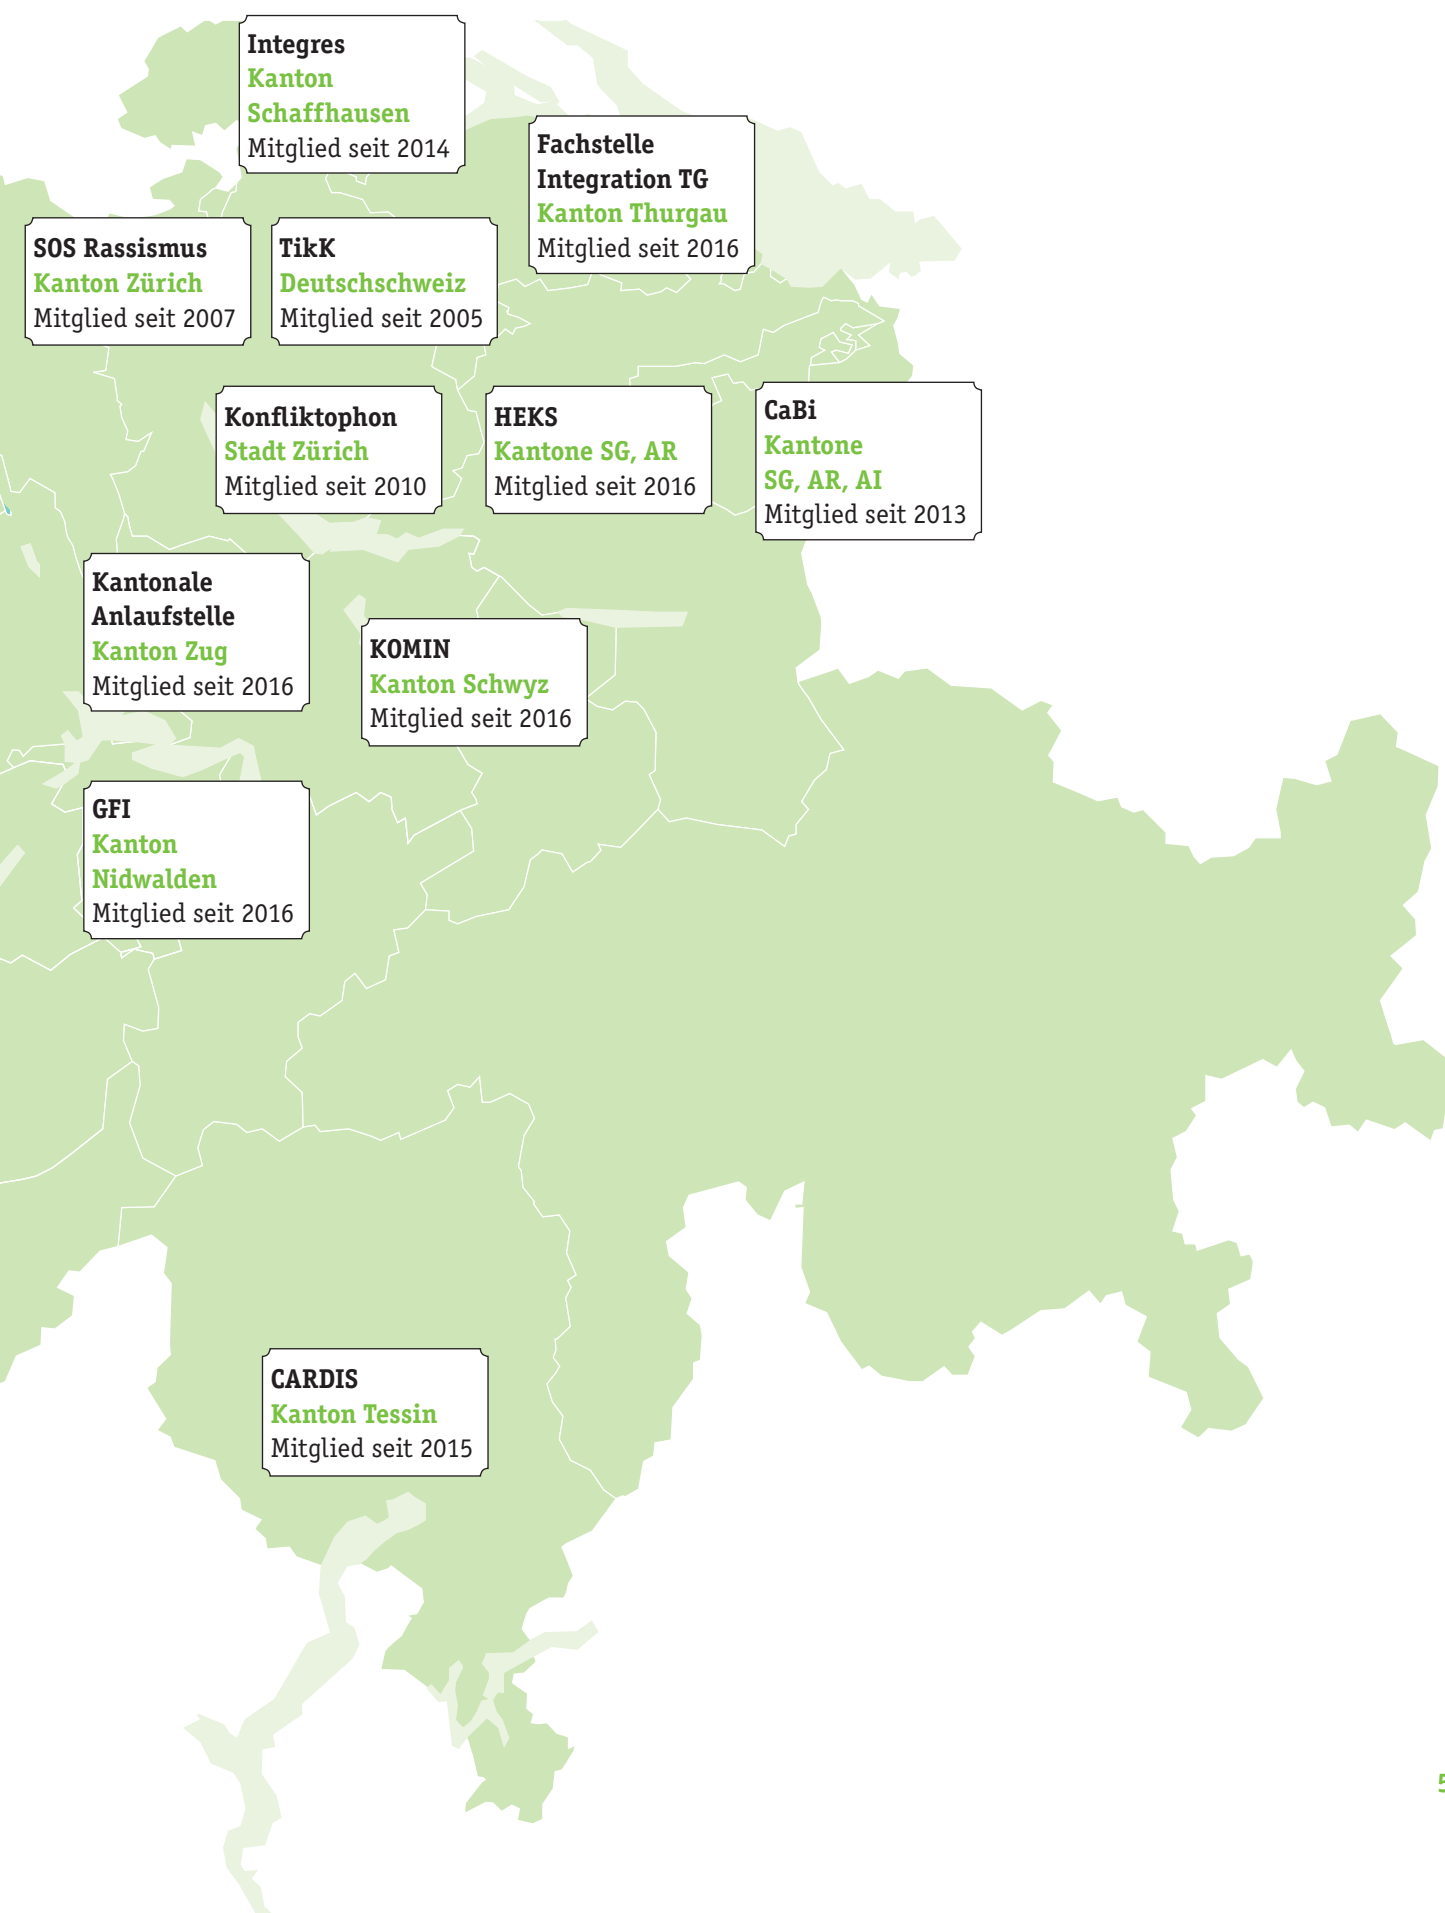 Integres
Kanton
Schaffhausen
Mitglied seit 2014
Fachstelle
Integration TG
Kanton Thurgau
Mitglied seit 2016
SOS Rassismus
Kanton Zürich
Mitglied seit 2007
TikK
Deutschschweiz
Mitglied seit 2005
Konfliktophon
Stadt Zürich
Mitglied seit 2010
HEKS
Kantone SG, AR
Mitglied seit 2016
CaBi
Kantone
SG, AR, AI
Mitglied seit 2013
Kantonale
Anlaufstelle
Kanton Zug
Mitglied seit 2016
KOMIN
Kanton Schwyz
Mitglied seit 2016
GFI
Kanton
Nidwalden
Mitglied seit 2016
CARDIS
Kanton Tessin
Mitglied seit 2015